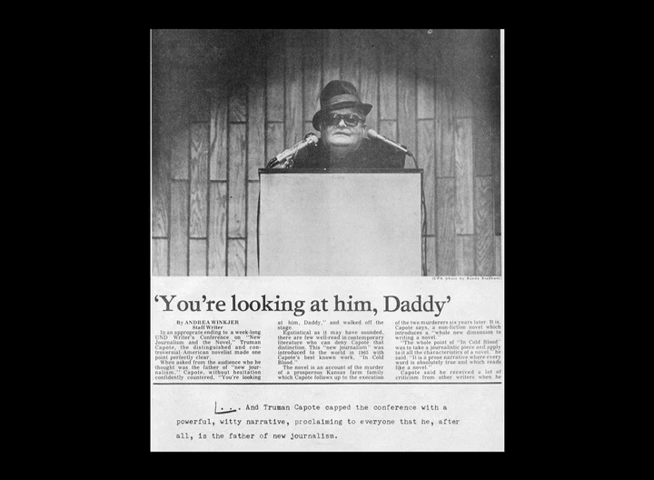 'You're looking at him, Daddy'
By ANDREA WINKJER
Staff Writer
In an appropriate ending to a week-long
UND Writer's Conference on "New
Journalism and the Novel," Truman
Capote, the distinguished and con-
troversial American novelist made one
point perfectly clear.
When asked from the audience who he
thought was the father of "new jour-
nalism," Capote, without hesitation
confidently countered, "You're looking
at him, Daddy," and walked off the
stage.
Egotistical as it may have sounded,
there are few well-read in contemporary
literature who can deny Capote that
distinction. This "new journalism" was
introduced to the world in 1965 with
Capote's best known work, "In Cold
Blood."
The novel is an account of the murder
of a prosperous Kansas farm family
which Capote follows up to the execution
of the two murderers six years later. It is,
Capote says, a non-fiction novel which
introduces a "whole new dimension to
writing a novel.
"The whole point of "In Cold Blood"
was to take a journalistic piece and apply
to it all the characteristics of a novel," he
said. "It is a prose narrative where every
word is absolutely true and which reads
like a novel."
Capote said he received a lot of
criticism from other writers when he
... And Truman Capote capped the conference with a
powerful, witty narrative, proclaiming to everyone that he, after
all, is the father of new journalism.